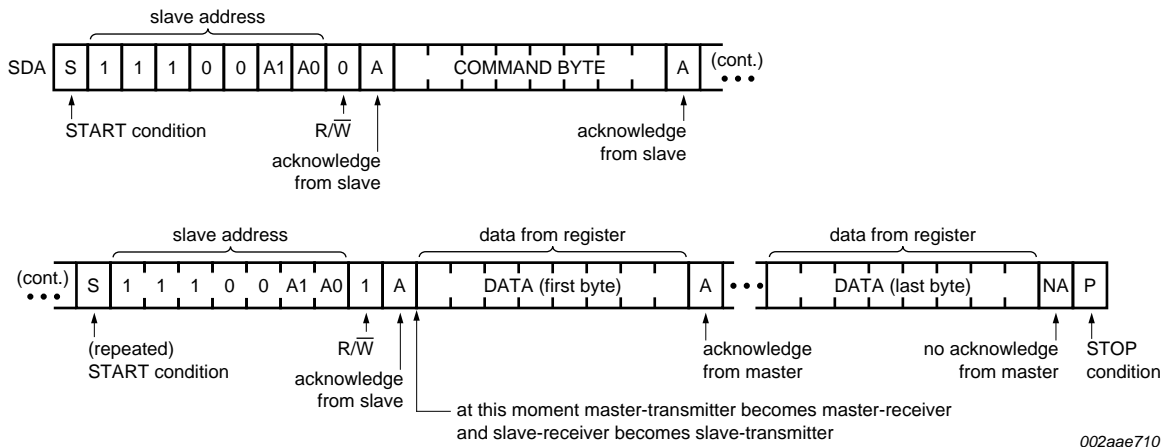 slave address
SDA S 1 1 1 0 0 A1 A0 0 A COMMAND BYTE A (cont.)
START condition R/W̅ acknowledge from slave acknowledge from slave
slave address data from register data from register
(cont.) S 1 1 1 0 0 A1 A0 1 A DATA (first byte) A DATA (last byte) NA P
(repeated) START condition R/W̅ acknowledge from slave acknowledge from master no acknowledge from master STOP condition
at this moment master-transmitter becomes master-receiver
and slave-receiver becomes slave-transmitter
002aae710